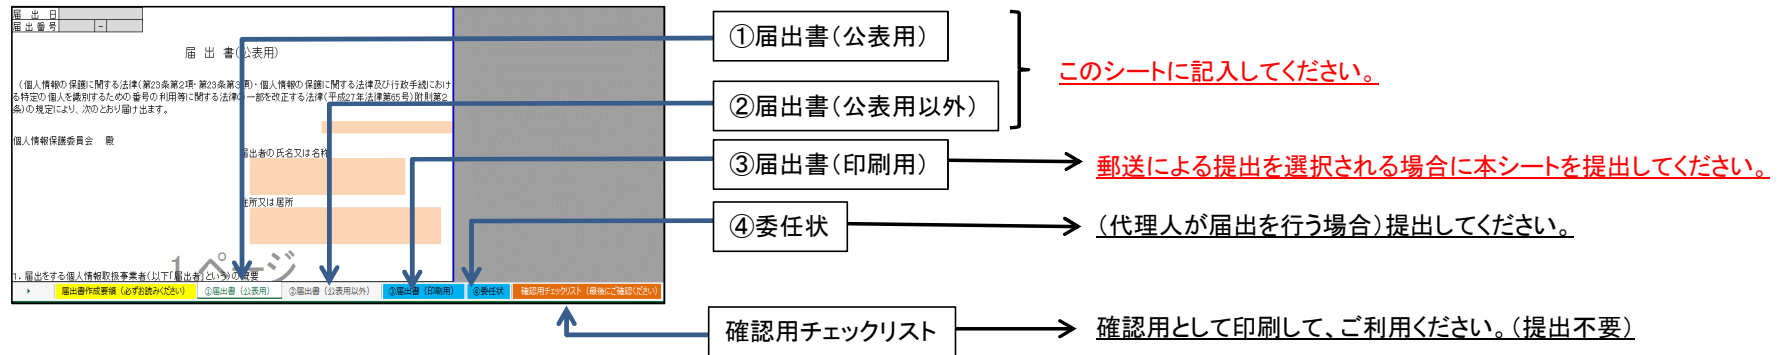 届 出 日
届出番号 -
届 出 書(公表用)
(個人情報の保護に関する法律(第23条第2項・第23条第3項)・個人情報の保護に関する法律及び行政手続におけ
る特定の個人を識別するための番号の利用等に関する法律の一部を改正する法律(平成27年法律第65号)附則第2
条)の規定により、次のとおり届け出ます。
個人情報保護委員会 殿
届出者の氏名又は名称
住所又は居所
1 ページ
1. 届出をする個人情報取扱事業者(以下「届出者」という)の概要
届出書作成要領(必ずお読みください) ①届出書(公表用) ②届出書(公表用以外) ③届出書(印刷用) ④委任状 確認用チェックリスト(最後にご確認ください)
①届出書(公表用)
②届出書(公表用以外)
このシートに記入してください。
③届出書(印刷用)
郵送による提出を選択される場合に本シートを提出してください。
④委任状
(代理人が届出を行う場合)提出してください。
確認用チェックリスト
確認用として印刷して、ご利用ください。(提出不要)